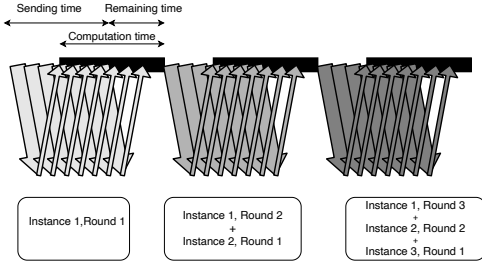 Sending time
Remaining time
Computation time
Instance 1,Round 1
Instance 1, Round 2
+
Instance 2, Round 1
Instance 1, Round 3
+
Instance 2, Round 2
+
Instance 3, Round 1